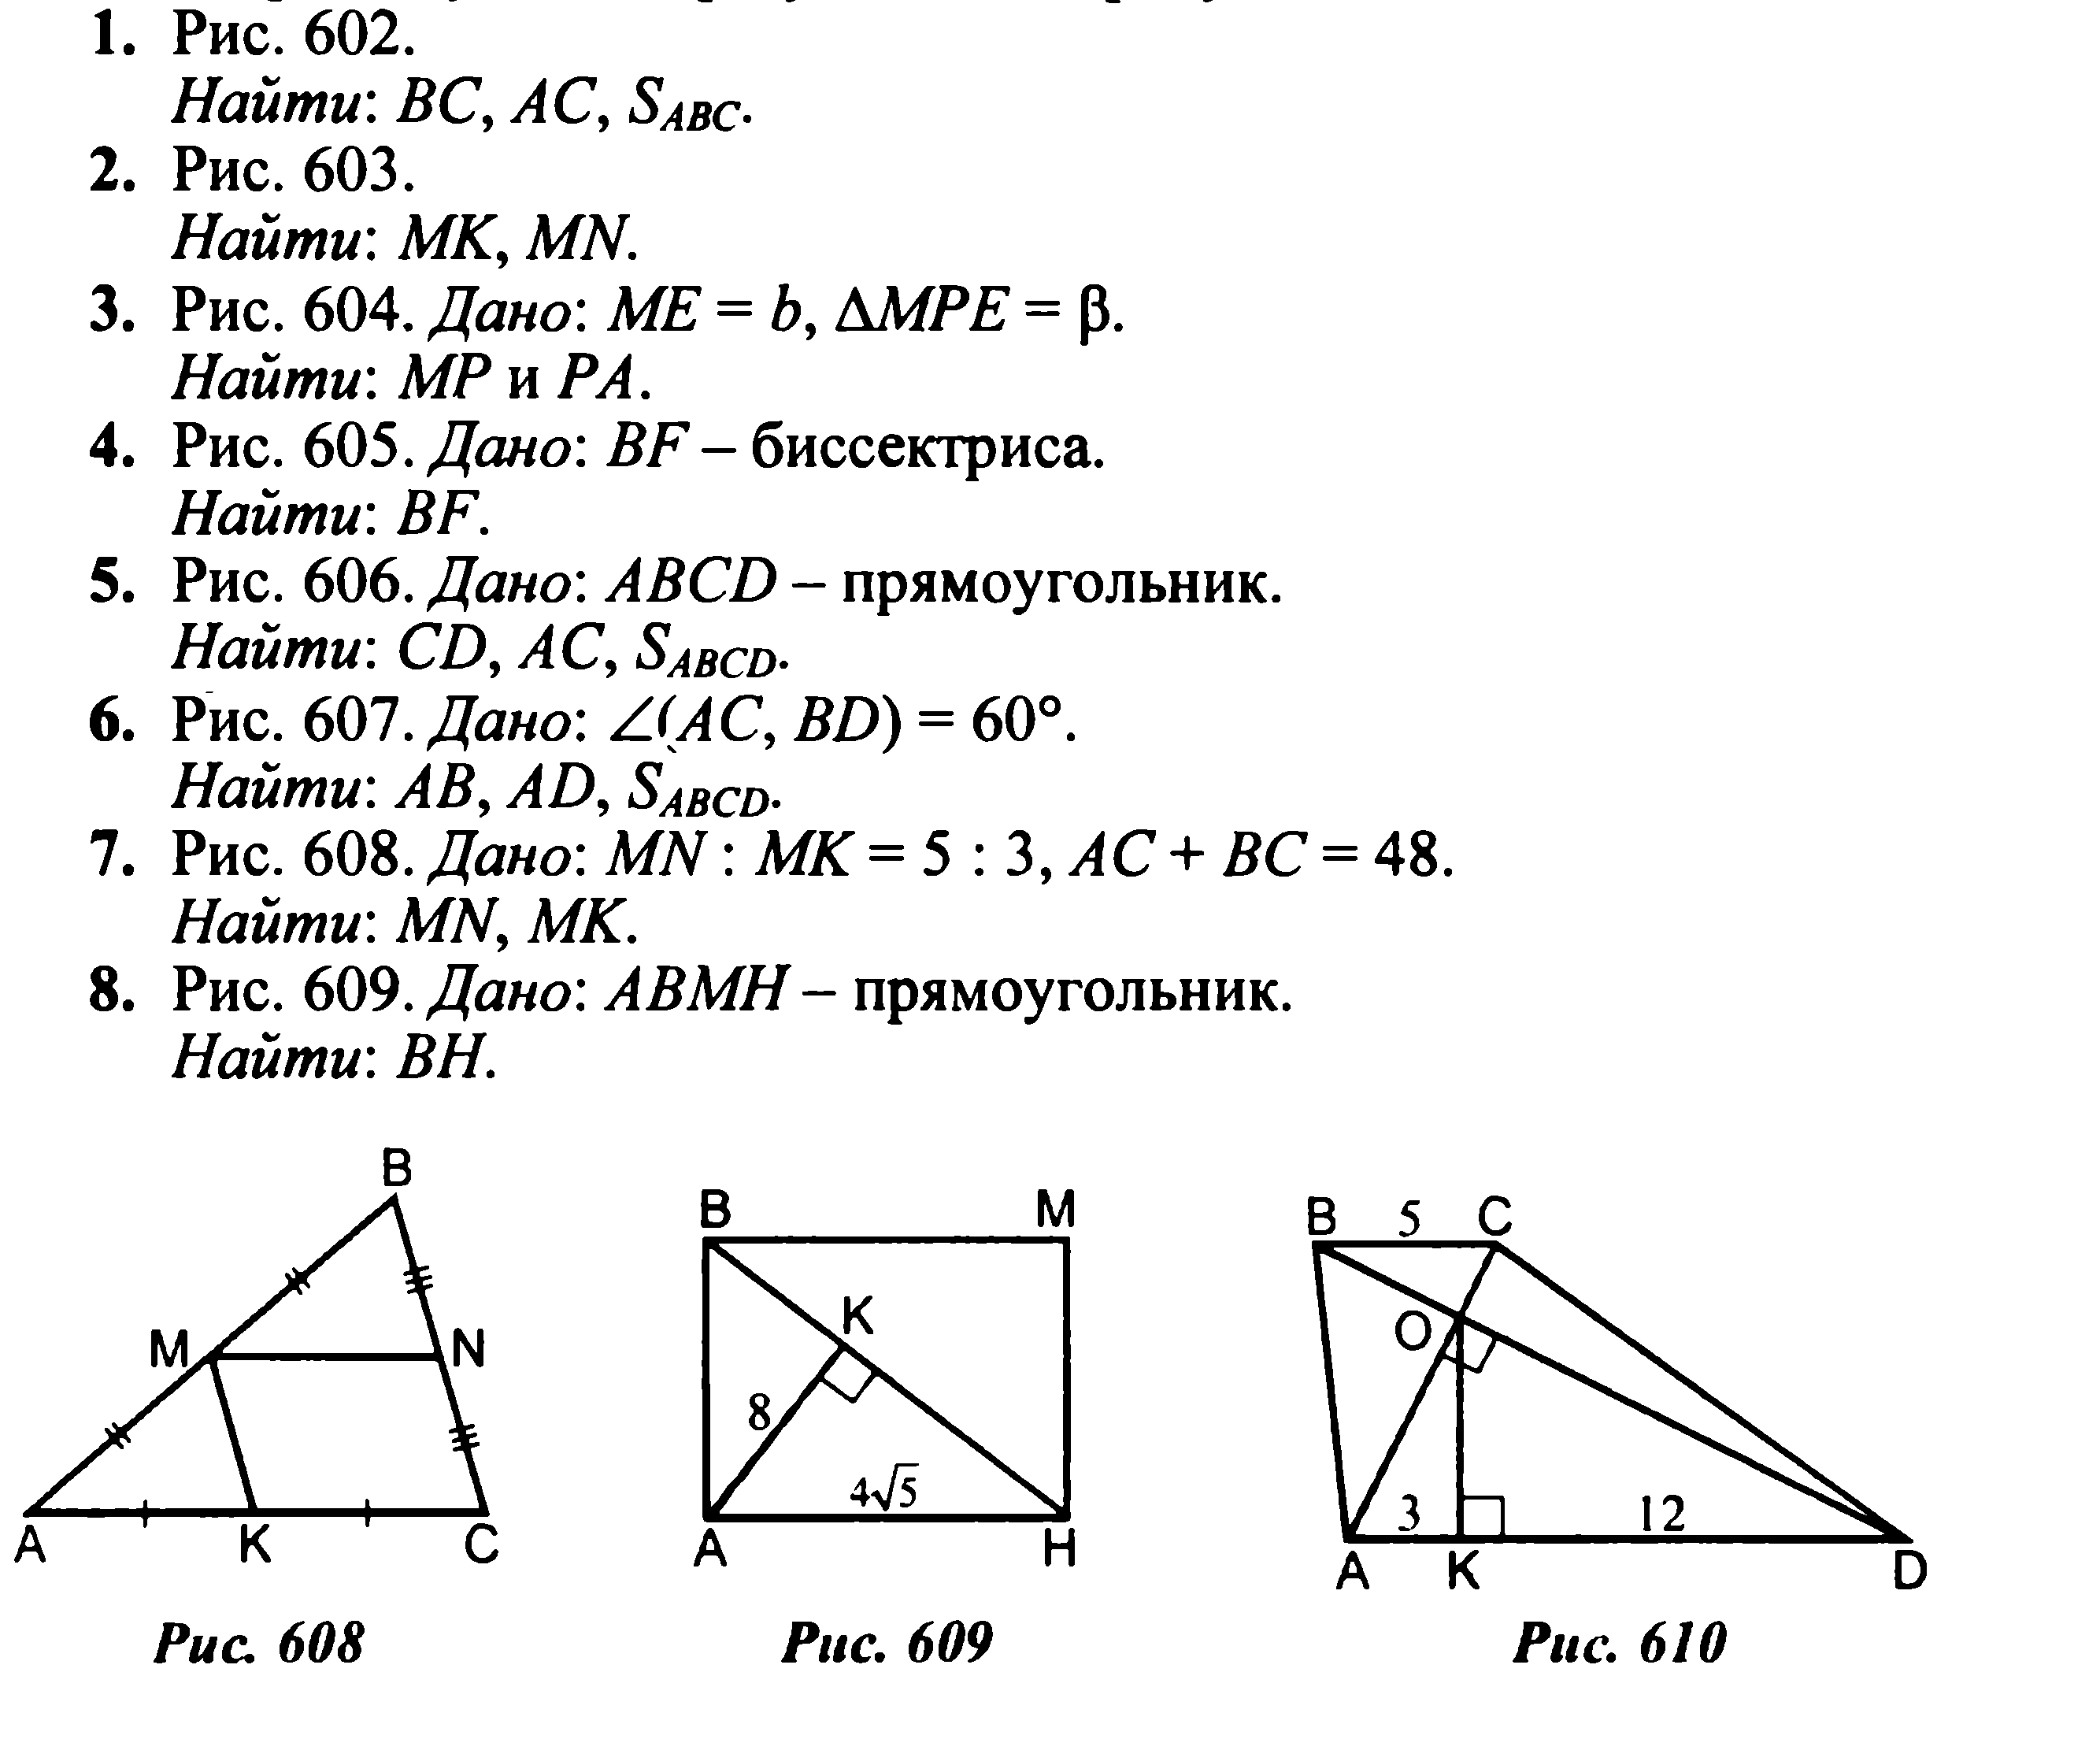 1. Рис. 602.
Найти: BC, AC, S_ABC.
2. Рис. 603.
Найти: MK, MN.
3. Рис. 604. Дано: ME = b, ΔMPE = β.
Найти: MP и PA.
4. Рис. 605. Дано: BF – биссектриса.
Найти: BF.
5. Рис. 606. Дано: ABCD – прямоугольник.
Найти: CD, AC, S_ABCD.
6. Рис. 607. Дано: ∠(AC, BD) = 60°.
Найти: AB, AD, S_ABCD.
7. Рис. 608. Дано: MN : MK = 5 : 3, AC + BC = 48.
Найти: MN, MK.
8. Рис. 609. Дано: ABMH – прямоугольник.
Найти: BH.
B
M N
A K C
Рис. 608
B M
K
8
4√5
A H
Рис. 609
B 5 C
O
3 12
A K D
Рис. 610